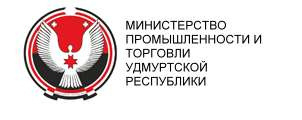 МИНИСТЕРСТВО
ПРОМЫШЛЕННОСТИ И
ТОРГОВЛИ
УДМУРТСКОЙ
РЕСПУБЛИКИ